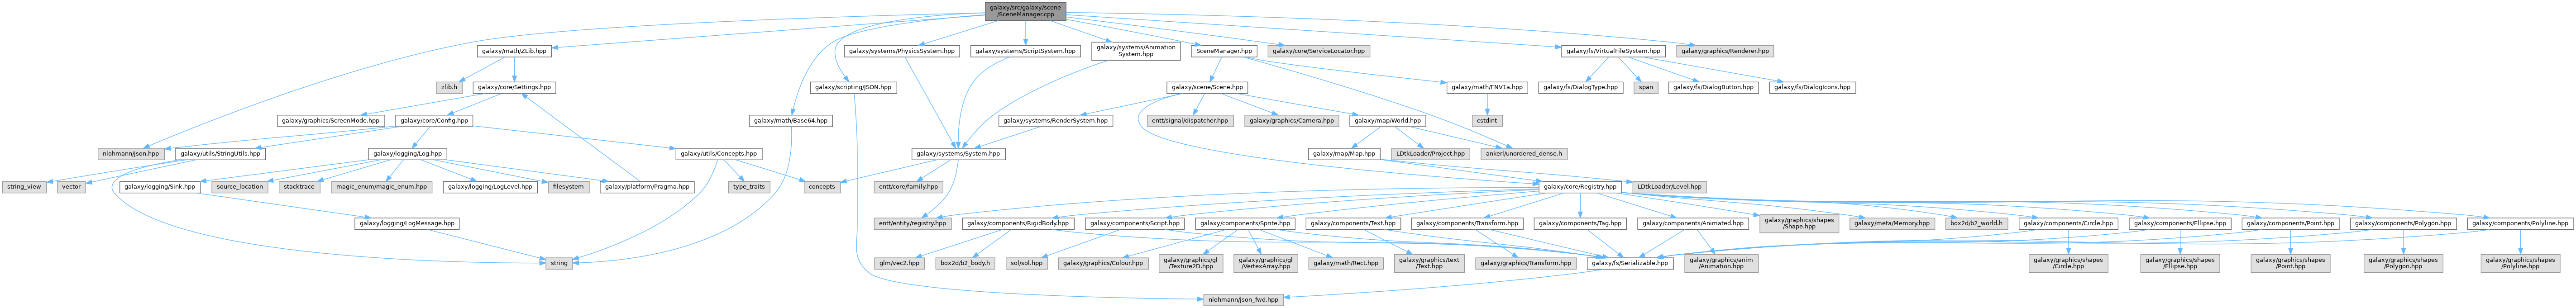 galaxy/src/galaxy/scene
/SceneManager.cpp
galaxy/math/ZLib.hpp
galaxy/systems/PhysicsSystem.hpp
galaxy/systems/ScriptSystem.hpp
galaxy/systems/Animation
System.hpp
SceneManager.hpp
galaxy/core/ServiceLocator.hpp
galaxy/fs/VirtualFileSystem.hpp
galaxy/graphics/Renderer.hpp
zlib.h
galaxy/core/Settings.hpp
galaxy/scripting/JSON.hpp
galaxy/scene/Scene.hpp
galaxy/math/FNV1a.hpp
galaxy/fs/DialogType.hpp
span
galaxy/fs/DialogButton.hpp
galaxy/fs/DialogIcons.hpp
galaxy/graphics/ScreenMode.hpp
galaxy/core/Config.hpp
galaxy/math/Base64.hpp
galaxy/systems/RenderSystem.hpp
entt/signal/dispatcher.hpp
galaxy/graphics/Camera.hpp
galaxy/map/World.hpp
cstdint
nlohmann/json.hpp
galaxy/utils/StringUtils.hpp
galaxy/logging/Log.hpp
galaxy/utils/Concepts.hpp
galaxy/systems/System.hpp
galaxy/map/Map.hpp
LDtkLoader/Project.hpp
ankerl/unordered_dense.h
string_view
vector
galaxy/logging/Sink.hpp
source_location
stacktrace
magic_enum/magic_enum.hpp
galaxy/logging/LogLevel.hpp
filesystem
galaxy/platform/Pragma.hpp
type_traits
concepts
entt/core/family.hpp
galaxy/core/Registry.hpp
LDtkLoader/Level.hpp
galaxy/logging/LogMessage.hpp
entt/entity/registry.hpp
galaxy/components/RigidBody.hpp
galaxy/components/Script.hpp
galaxy/components/Sprite.hpp
galaxy/components/Text.hpp
galaxy/components/Transform.hpp
galaxy/components/Tag.hpp
galaxy/components/Animated.hpp
galaxy/graphics/shapes
/Shape.hpp
galaxy/meta/Memory.hpp
box2d/b2_world.h
galaxy/components/Circle.hpp
galaxy/components/Ellipse.hpp
galaxy/components/Point.hpp
galaxy/components/Polygon.hpp
galaxy/components/Polyline.hpp
string
glm/vec2.hpp
box2d/b2_body.h
sol/sol.hpp
galaxy/graphics/Colour.hpp
galaxy/graphics/gl
/Texture2D.hpp
galaxy/graphics/gl
/VertexArray.hpp
galaxy/math/Rect.hpp
galaxy/graphics/text
/Text.hpp
galaxy/graphics/Transform.hpp
galaxy/fs/Serializable.hpp
galaxy/graphics/anim
/Animation.hpp
galaxy/graphics/shapes
/Circle.hpp
galaxy/graphics/shapes
/Ellipse.hpp
galaxy/graphics/shapes
/Point.hpp
galaxy/graphics/shapes
/Polygon.hpp
galaxy/graphics/shapes
/Polyline.hpp
nlohmann/json_fwd.hpp